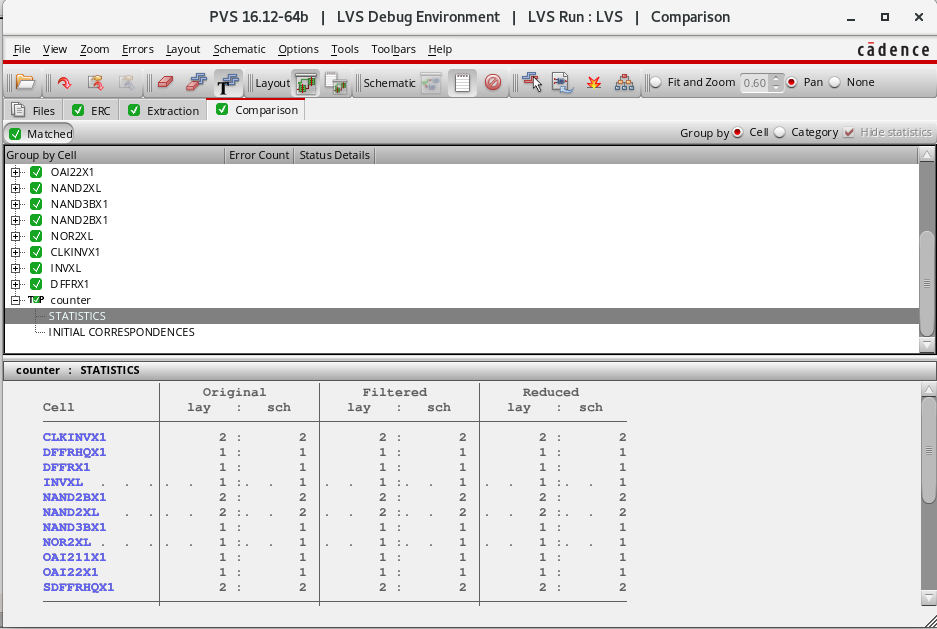 PVS 16.12-64b | LVS Debug Environment | LVS Run : LVS | Comparison
File View Zoom Errors Layout Schematic Options Tools Toolbars Help cādence
T Layout Schematic Fit and Zoom 0.60 Pan None
Files ERC Extraction Comparison
Matched Group by Cell Category Hide statistics
Group by Cell Error Count Status Details
OAI22X1
NAND2XL
NAND3BX1
NAND2BX1
NOR2XL
CLKINVX1
INVXL
DFFRX1
TOP counter
STATISTICS
INITIAL CORRESPONDENCES
counter : STATISTICS
Original Filtered Reduced
Cell lay : sch lay : sch lay : sch
CLKINVX1 2 : 2 2 : 2 2 : 2
DFFRHQX1 1 : 1 1 : 1 1 : 1
DFFRX1 1 : 1 1 : 1 1 : 1
INVXL . . . . . 1 :. . 1 . . 1 :. . 1 . . 1 :. . 1
NAND2BX1 2 : 2 2 : 2 2 : 2
NAND2XL . . . . 2 :. . 2 . . 2 :. . 2 . . 2 :. . 2
NAND3BX1 1 : 1 1 : 1 1 : 1
NOR2XL . . . . . 1 :. . 1 . . 1 :. . 1 . . 1 :. . 1
OAI211X1 1 : 1 1 : 1 1 : 1
OAI22X1 1 : 1 1 : 1 1 : 1
SDFFRHQX1 2 : 2 2 : 2 2 : 2